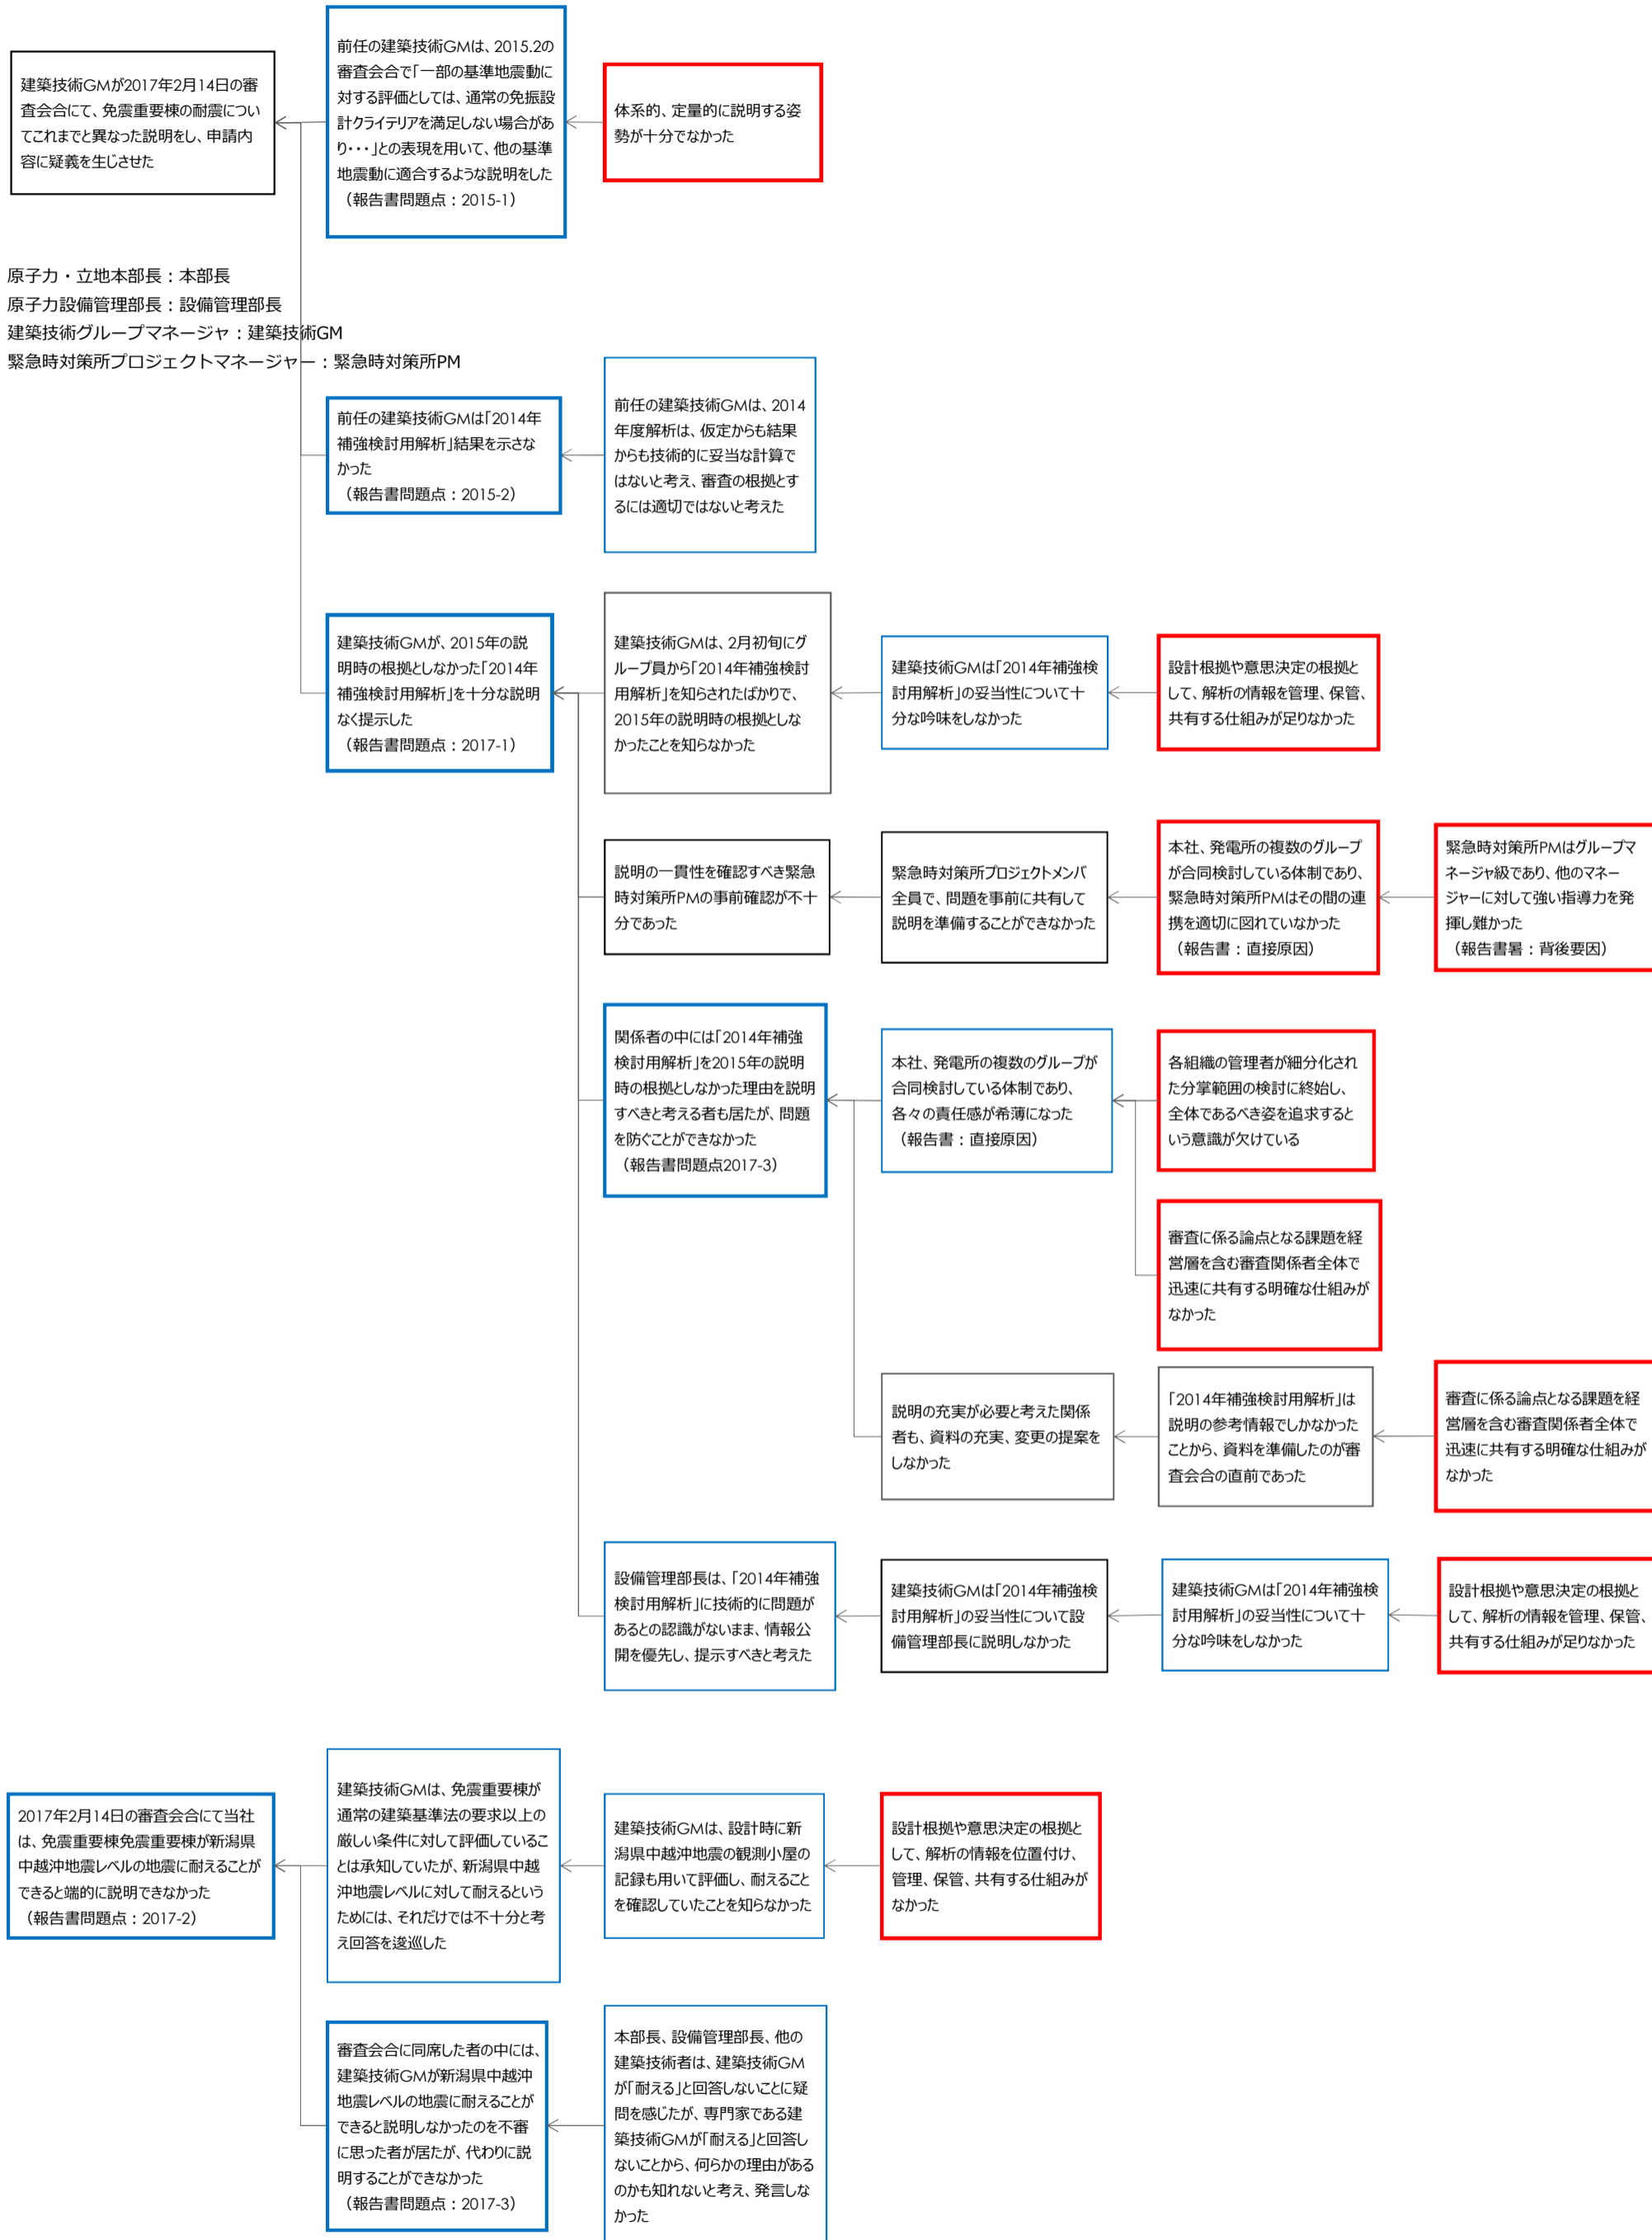 建築技術GMが2017年2月14日の審
査会合にて、免震重要棟の耐震につい
てこれまでと異なった説明をし、申請内
容に疑義を生じさせた
前任の建築技術GMは、2015.2の
審査会合で「一部の基準地震動に
対する評価としては、通常の免振設
計クライテリアを満足しない場合があ
り・・・」との表現を用いて、他の基準
地震動に適合するような説明をした
（報告書問題点：2015-1）
体系的、定量的に説明する姿
勢が十分でなかった
原子力・立地本部長：本部長
原子力設備管理部長：設備管理部長
建築技術グループマネージャ：建築技術GM
緊急時対策所プロジェクトマネージャー：緊急時対策所PM
前任の建築技術GMは「2014年
補強検討用解析」結果を示さな
かった
（報告書問題点：2015-2）
前任の建築技術GMは、2014
年度解析は、仮定からも結果
からも技術的に妥当な計算で
はないと考え、審査の根拠とす
るには適切ではないと考えた
建築技術GMが、2015年の説
明時の根拠としなかった「2014年
補強検討用解析」を十分な説明
なく提示した
（報告書問題点：2017-1）
建築技術GMは、2月初旬にグ
ループ員から「2014年補強検討
用解析」を知らされたばかりで、
2015年の説明時の根拠としな
かったことを知らなかった
建築技術GMは「2014年補強検
討用解析」の妥当性について十
分な吟味をしなかった
設計根拠や意思決定の根拠と
して、解析の情報を管理、保管、
共有する仕組みが足りなかった
説明の一貫性を確認すべき緊急
時対策所PMの事前確認が不十
分であった
緊急時対策所プロジェクトメンバ
全員で、問題を事前に共有して
説明を準備することができなかった
本社、発電所の複数のグループ
が合同検討している体制であり、
緊急時対策所PMはその間の連
携を適切に図れていなかった
（報告書：直接原因）
緊急時対策所PMはグループマ
ネージャ級であり、他のマネー
ジャーに対して強い指導力を発
揮し難かった
（報告書暑：背後要因）
関係者の中には「2014年補強
検討用解析」を2015年の説明
時の根拠としなかった理由を説明
すべきと考える者も居たが、問題
を防ぐことができなかった
（報告書問題点2017-3）
本社、発電所の複数のグループが
合同検討している体制であり、
各々の責任感が希薄になった
（報告書：直接原因）
各組織の管理者が細分化され
た分掌範囲の検討に終始し、
全体であるべき姿を追求すると
いう意識が欠けている
審査に係る論点となる課題を経
営層を含む審査関係者全体で
迅速に共有する明確な仕組みが
なかった
説明の充実が必要と考えた関係
者も、資料の充実、変更の提案を
しなかった
「2014年補強検討用解析」は
説明の参考情報でしかなかった
ことから、資料を準備したのが審
査会合の直前であった
審査に係る論点となる課題を経
営層を含む審査関係者全体で
迅速に共有する明確な仕組みが
なかった
設備管理部長は、「2014年補強
検討用解析」に技術的に問題が
あるとの認識がないまま、情報公
開を優先し、提示すべきと考えた
建築技術GMは「2014年補強検
討用解析」の妥当性について設
備管理部長に説明しなかった
建築技術GMは「2014年補強検
討用解析」の妥当性について十
分な吟味をしなかった
設計根拠や意思決定の根拠と
して、解析の情報を管理、保管、
共有する仕組みが足りなかった
2017年2月14日の審査会合にて当社
は、免震重要棟免震重要棟が新潟県
中越沖地震レベルの地震に耐えることが
できると端的に説明できなかった
（報告書問題点：2017-2）
建築技術GMは、免震重要棟が
通常の建築基準法の要求以上の
厳しい条件に対して評価しているこ
とは承知していたが、新潟県中越
沖地震レベルに対して耐えるという
ためには、それだけでは不十分と考
え回答を逡巡した
建築技術GMは、設計時に新
潟県中越沖地震の観測小屋の
記録も用いて評価し、耐えること
を確認していたことを知らなかった
設計根拠や意思決定の根拠と
して、解析の情報を位置付け、
管理、保管、共有する仕組みが
なかった
審査会合に同席した者の中には、
建築技術GMが新潟県中越沖
地震レベルの地震に耐えることが
できると説明しなかったのを不審
に思った者が居たが、代わりに説
明することができなかった
（報告書問題点：2017-3）
本部長、設備管理部長、他の
建築技術者は、建築技術GM
が「耐える」と回答しないことに疑
問を感じたが、専門家である建
築技術GMが「耐える」と回答し
ないことから、何らかの理由がある
のかも知れないと考え、発言しな
かった